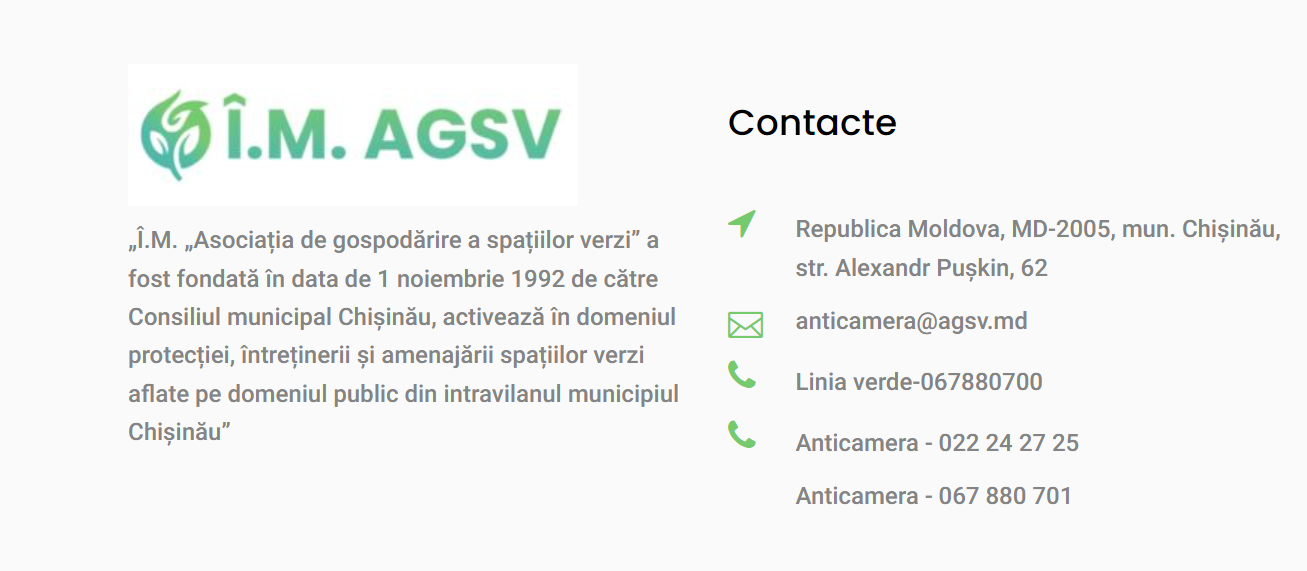 Î.M. AGSV
„Î.M. „Asociația de gospodărire a spațiilor verzi” a
fost fondată în data de 1 noiembrie 1992 de către
Consiliul municipal Chișinău, activează în domeniul
protecției, întreținerii și amenajării spațiilor verzi
aflate pe domeniul public din intravilanul municipiul
Chișinău”
Contacte
Republica Moldova, MD-2005, mun. Chișinău,
str. Alexandr Pușkin, 62
anticamera@agsv.md
Linia verde-067880700
Anticamera - 022 24 27 25
Anticamera - 067 880 701